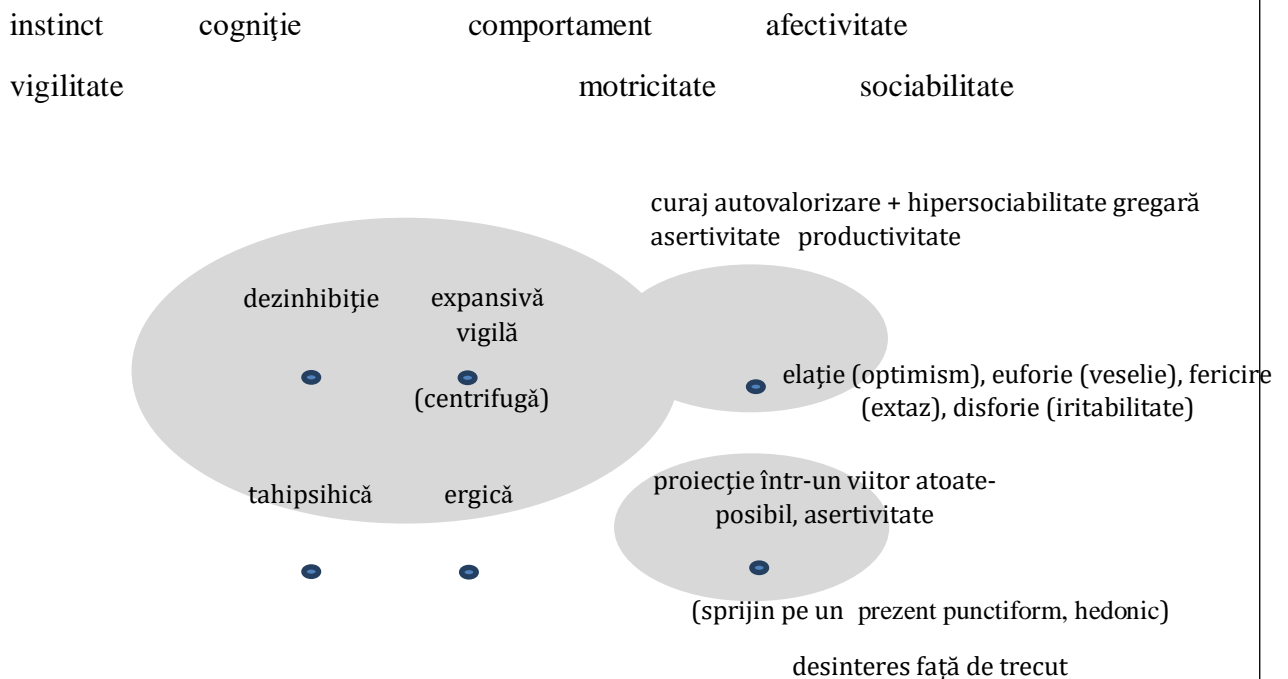 instinct cogniţie comportament afectivitate
vigilitate motricitate sociabilitate
curaj autovalorizare + hipersociabilitate gregară
asertivitate productivitate
dezinhibiţie expansivă
vigilă
elaţie (optimism), euforie (veselie), fericire
(centrifugă)
(extaz), disforie (iritabilitate)
tahipsihică ergică
proiecţie într-un viitor atoate-
posibil, asertivitate
(sprijin pe un prezent punctiform, hedonic)
desinteres faţă de trecut